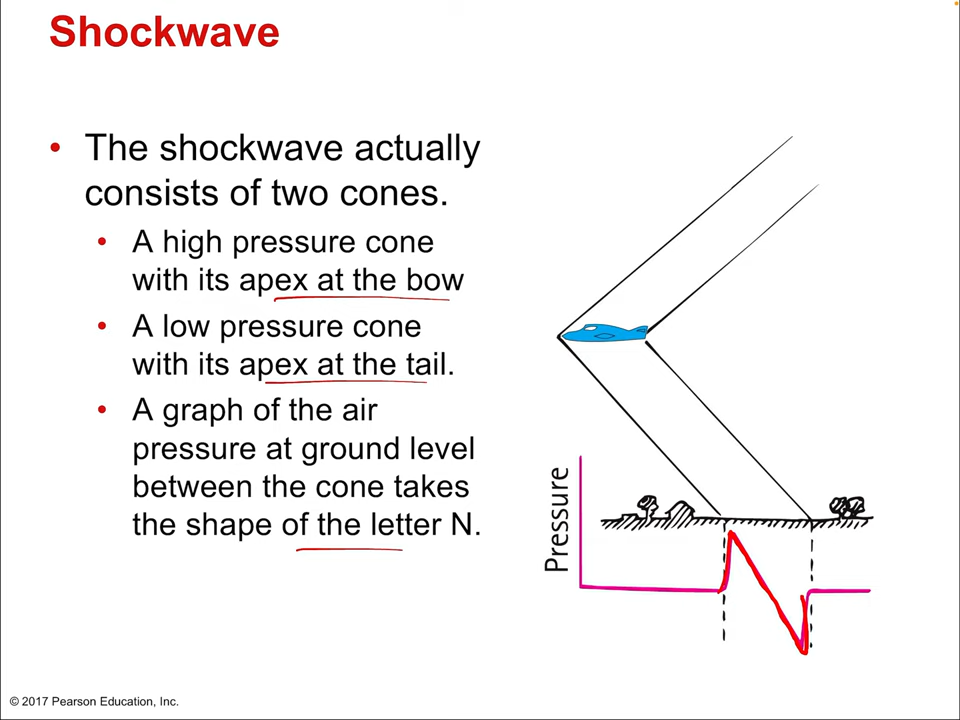 Shockwave
• The shockwave actually
consists of two cones.
• A high pressure cone
with its apex at the bow
• A low pressure cone
with its apex at the tail.
• A graph of the air
pressure at ground level
between the cone takes
the shape of the letter N.
Pressure
© 2017 Pearson Education, Inc.